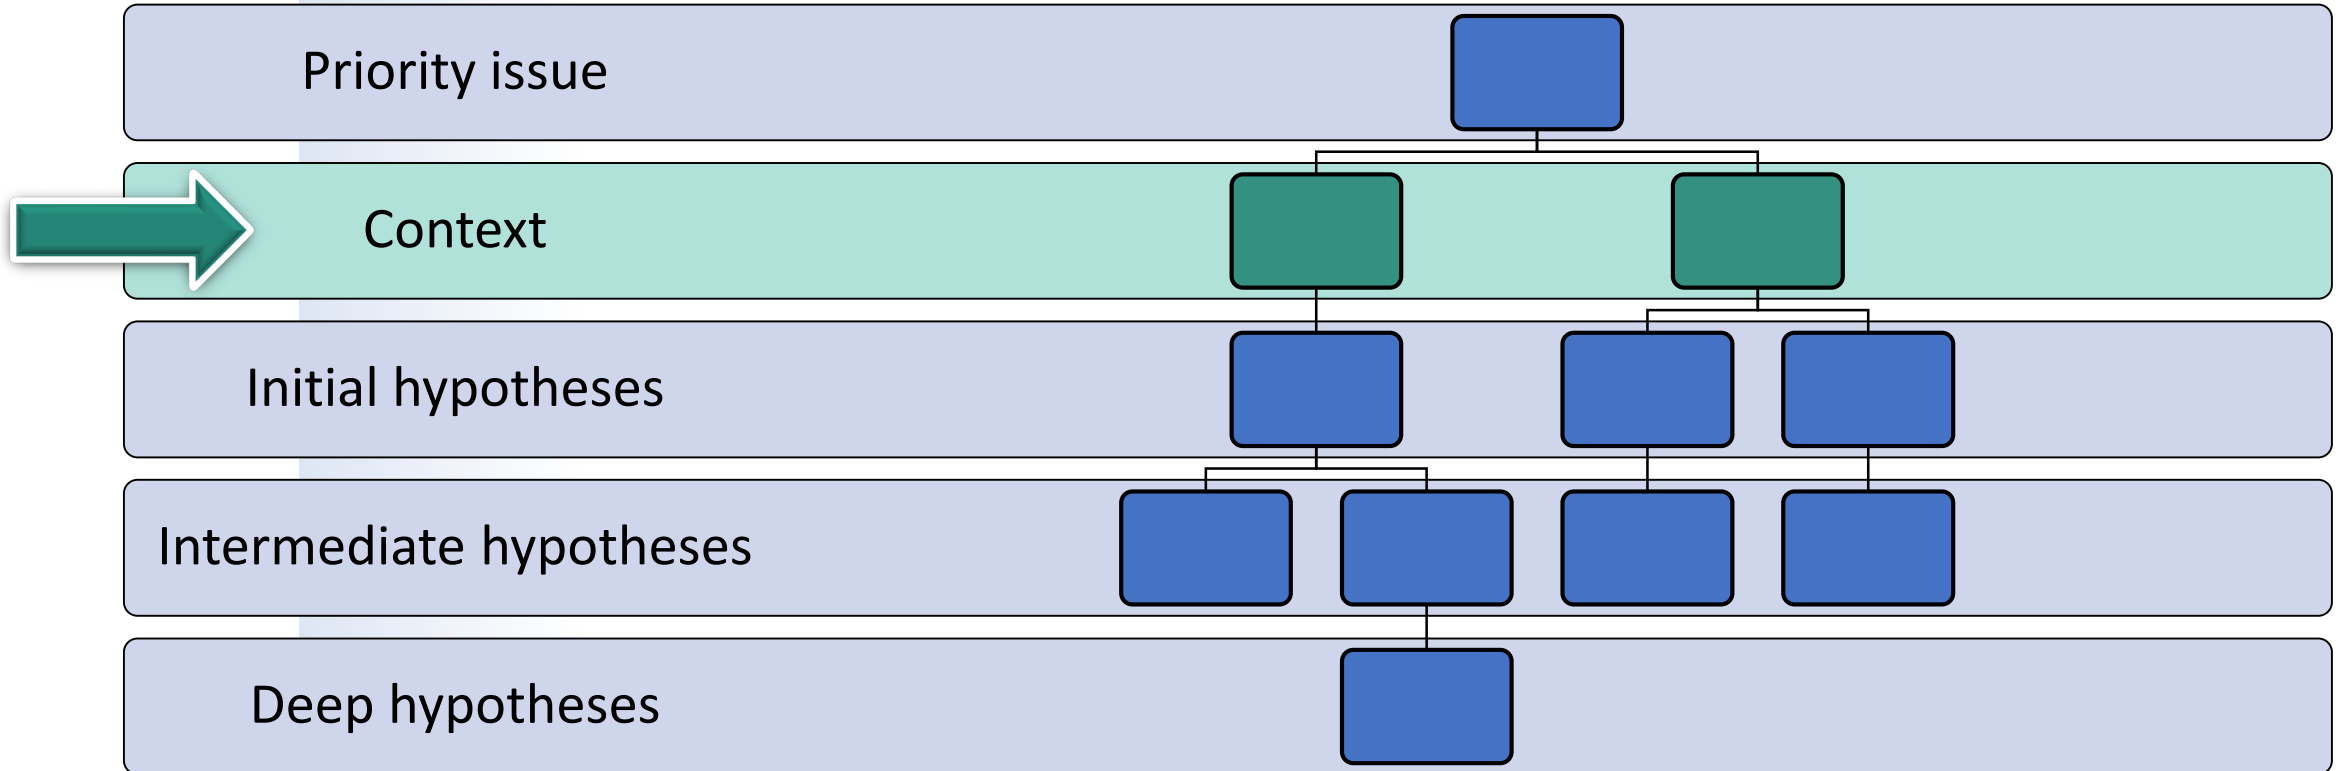 Priority issue
Context
Initial hypotheses
Intermediate hypotheses
Deep hypotheses